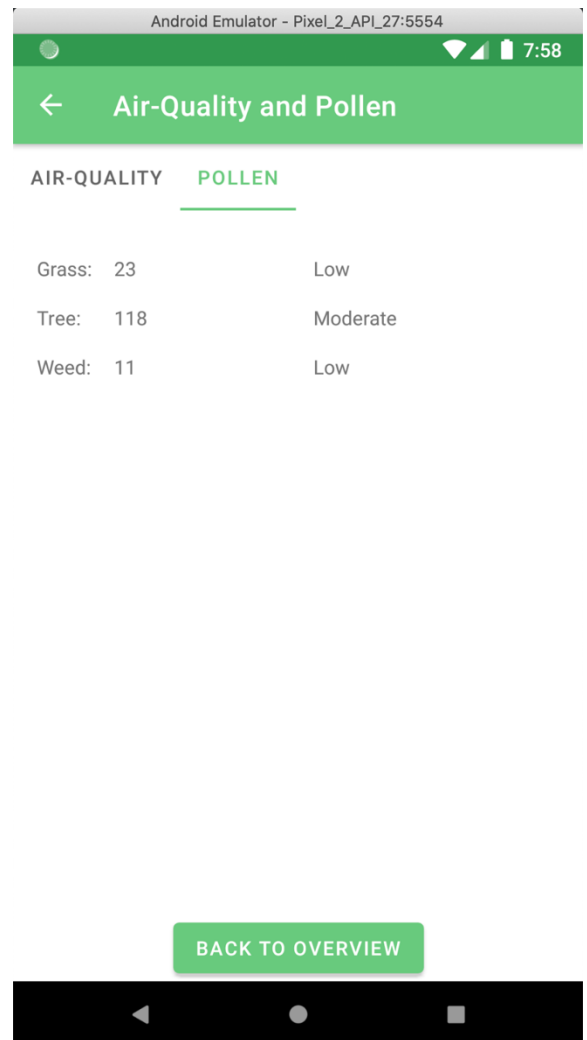 Android Emulator - Pixel_2_API_27:5554
7:58
Air-Quality and Pollen
AIR-QUALITY POLLEN
Grass: 23 Low
Tree: 118 Moderate
Weed: 11 Low
BACK TO OVERVIEW